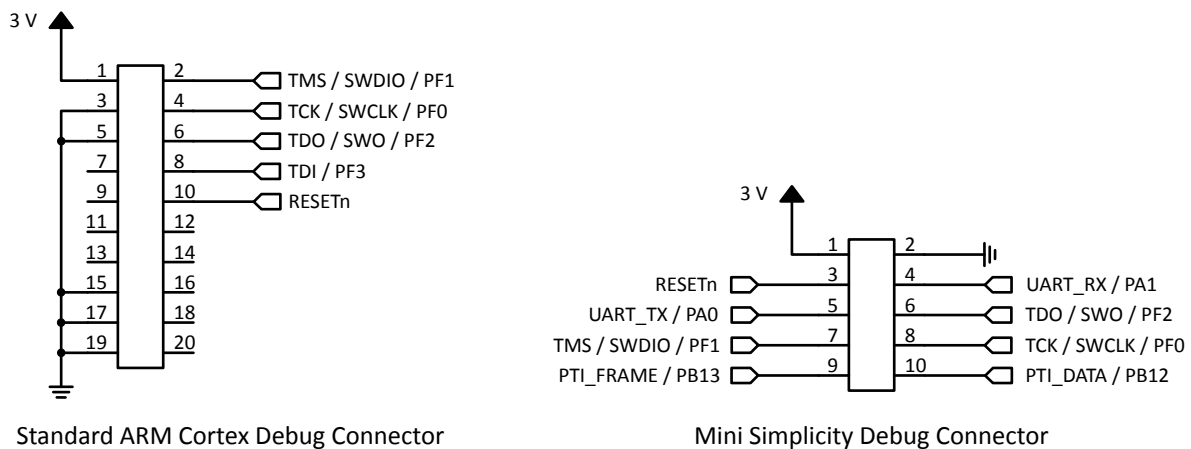 3 V
1 2 TMS / SWDIO / PF1
3 4 TCK / SWCLK / PF0
5 6 TDO / SWO / PF2
7 8 TDI / PF3
9 10 RESETn
11 12
13 14
15 16
17 18
19 20
Standard ARM Cortex Debug Connector
3 V
1 2
RESETn 3 4 UART_RX / PA1
UART_TX / PA0 5 6 TDO / SWO / PF2
TMS / SWDIO / PF1 7 8 TCK / SWCLK / PF0
PTI_FRAME / PB13 9 10 PTI_DATA / PB12
Mini Simplicity Debug Connector